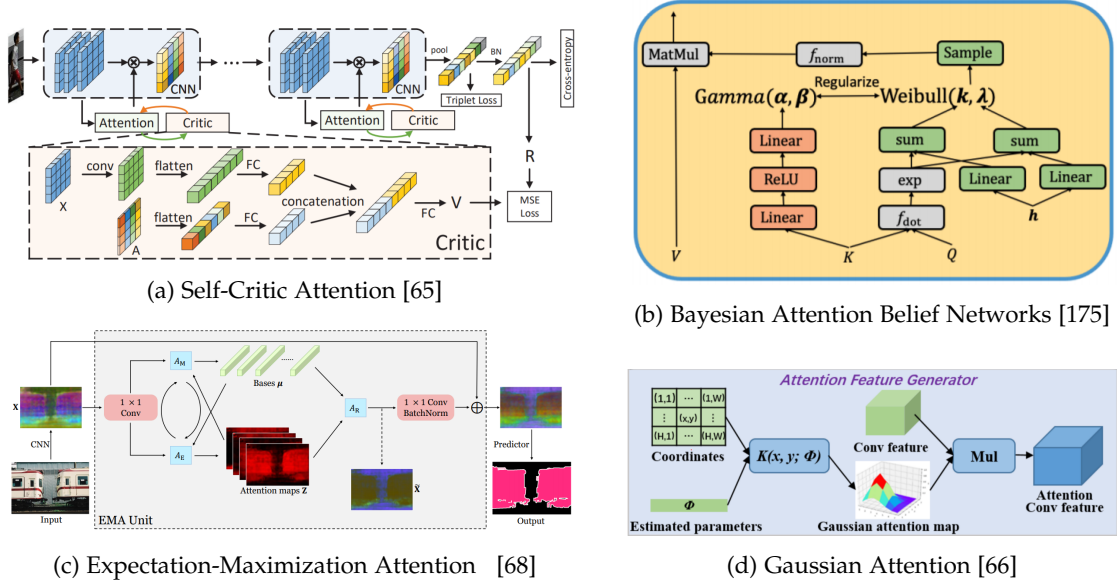 CNN
...
CNN
pool
BN
Triplet Loss
Cross-entropy
Attention
Critic
Attention
Critic
R
X
conv
flatten
FC
concatenation
FC
V
MSE
Loss
A
flatten
FC
Critic
(a) Self-Critic Attention [65]
MatMul
f_norm
Sample
Regularize
Gamma(α, β)
Weibull(k, λ)
Linear
sum
sum
ReLU
exp
Linear
Linear
Linear
f_dot
h
V
K
Q
(b) Bayesian Attention Belief Networks [175]
X
CNN
Input
1 × 1
Conv
A_M
A_E
Bases μ
......
Attention maps Z
A_R
1 × 1 Conv
BatchNorm
X̃
Predictor
Output
EMA Unit
(c) Expectation-Maximization Attention [68]
Attention Feature Generator
(1,1) ... (1,W)
⋮ (x,y) ⋮
(H,1) ... (H,W)
Coordinates
Φ
Estimated parameters
K(x, y; Φ)
Conv feature
Gaussian attention map
Mul
Attention
Conv feature
(d) Gaussian Attention [66]